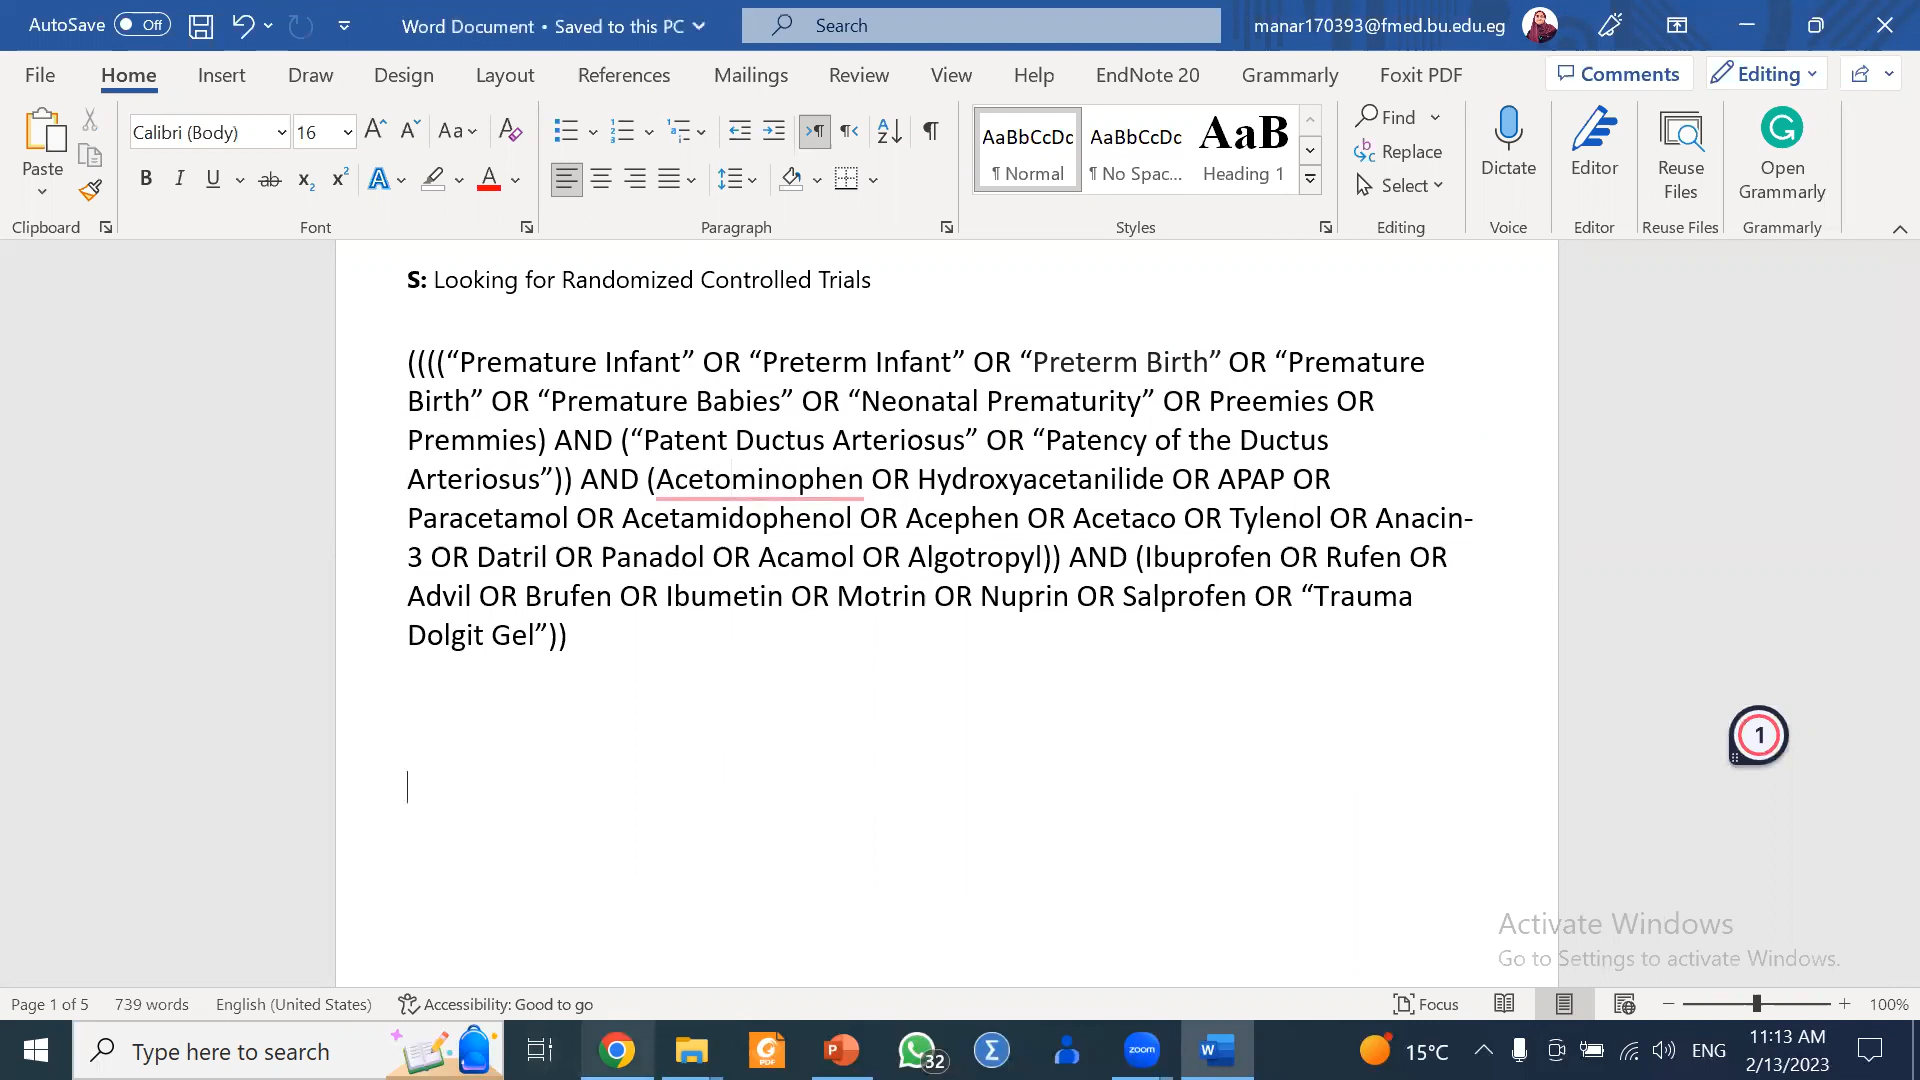 AutoSave Off
Word Document • Saved to this PC
Search
manar170393@fmed.bu.edu.eg
File Home Insert Draw Design Layout References Mailings Review View Help EndNote 20 Grammarly Foxit PDF
Comments Editing
Calibri (Body) 16
Aa
Paste
B I U ab x₂ x² A A
AaBbCcDc AaBbCcDc AaB
¶ Normal ¶ No Spac... Heading 1
Find
Replace
Select
Dictate
Editor
Reuse
Files
Open
Grammarly
Clipboard Font Paragraph Styles Editing Voice Editor Reuse Files Grammarly
S: Looking for Randomized Controlled Trials
((((“Premature Infant” OR “Preterm Infant” OR “Preterm Birth” OR “Premature
Birth” OR “Premature Babies” OR “Neonatal Prematurity” OR Preemies OR
Premmies) AND (“Patent Ductus Arteriosus” OR “Patency of the Ductus
Arteriosus”)) AND (Acetominophen OR Hydroxyacetanilide OR APAP OR
Paracetamol OR Acetamidophenol OR Acephen OR Acetaco OR Tylenol OR Anacin-
3 OR Datril OR Panadol OR Acamol OR Algotropyl)) AND (Ibuprofen OR Rufen OR
Advil OR Brufen OR Ibumetin OR Motrin OR Nuprin OR Salprofen OR “Trauma
Dolgit Gel”))
1
Activate Windows
Go to Settings to activate Windows.
Page 1 of 5 739 words English (United States) Accessibility: Good to go
Focus 100%
Type here to search
PDF
P
32
Σ
zoom
W
15°C
ENG
11:13 AM
2/13/2023